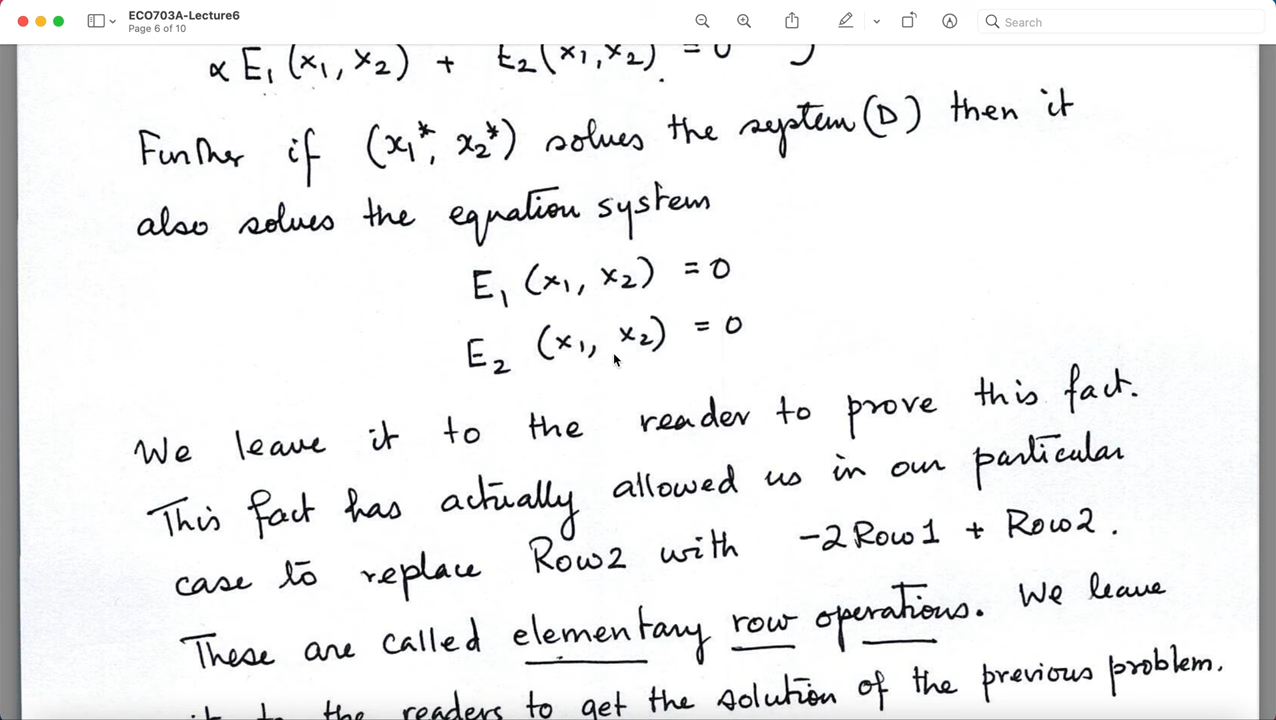 ECO703A-Lecture6
Page 6 of 10
Search
∝ E₁ (x₁, x₂) + E₂(x₁, x₂) = 0 }
Further if (x₁*, x₂*) solves the system (D) then it
also solves the equation system
E₁ (x₁, x₂) = 0
E₂ (x₁, x₂) = 0
We leave it to the reader to prove this fact.
This fact has actually allowed us in our particular
case to replace Row2 with -2Row1 + Row2.
These are called elementary row operations. We leave
it to the readers to get the solution of the previous problem.